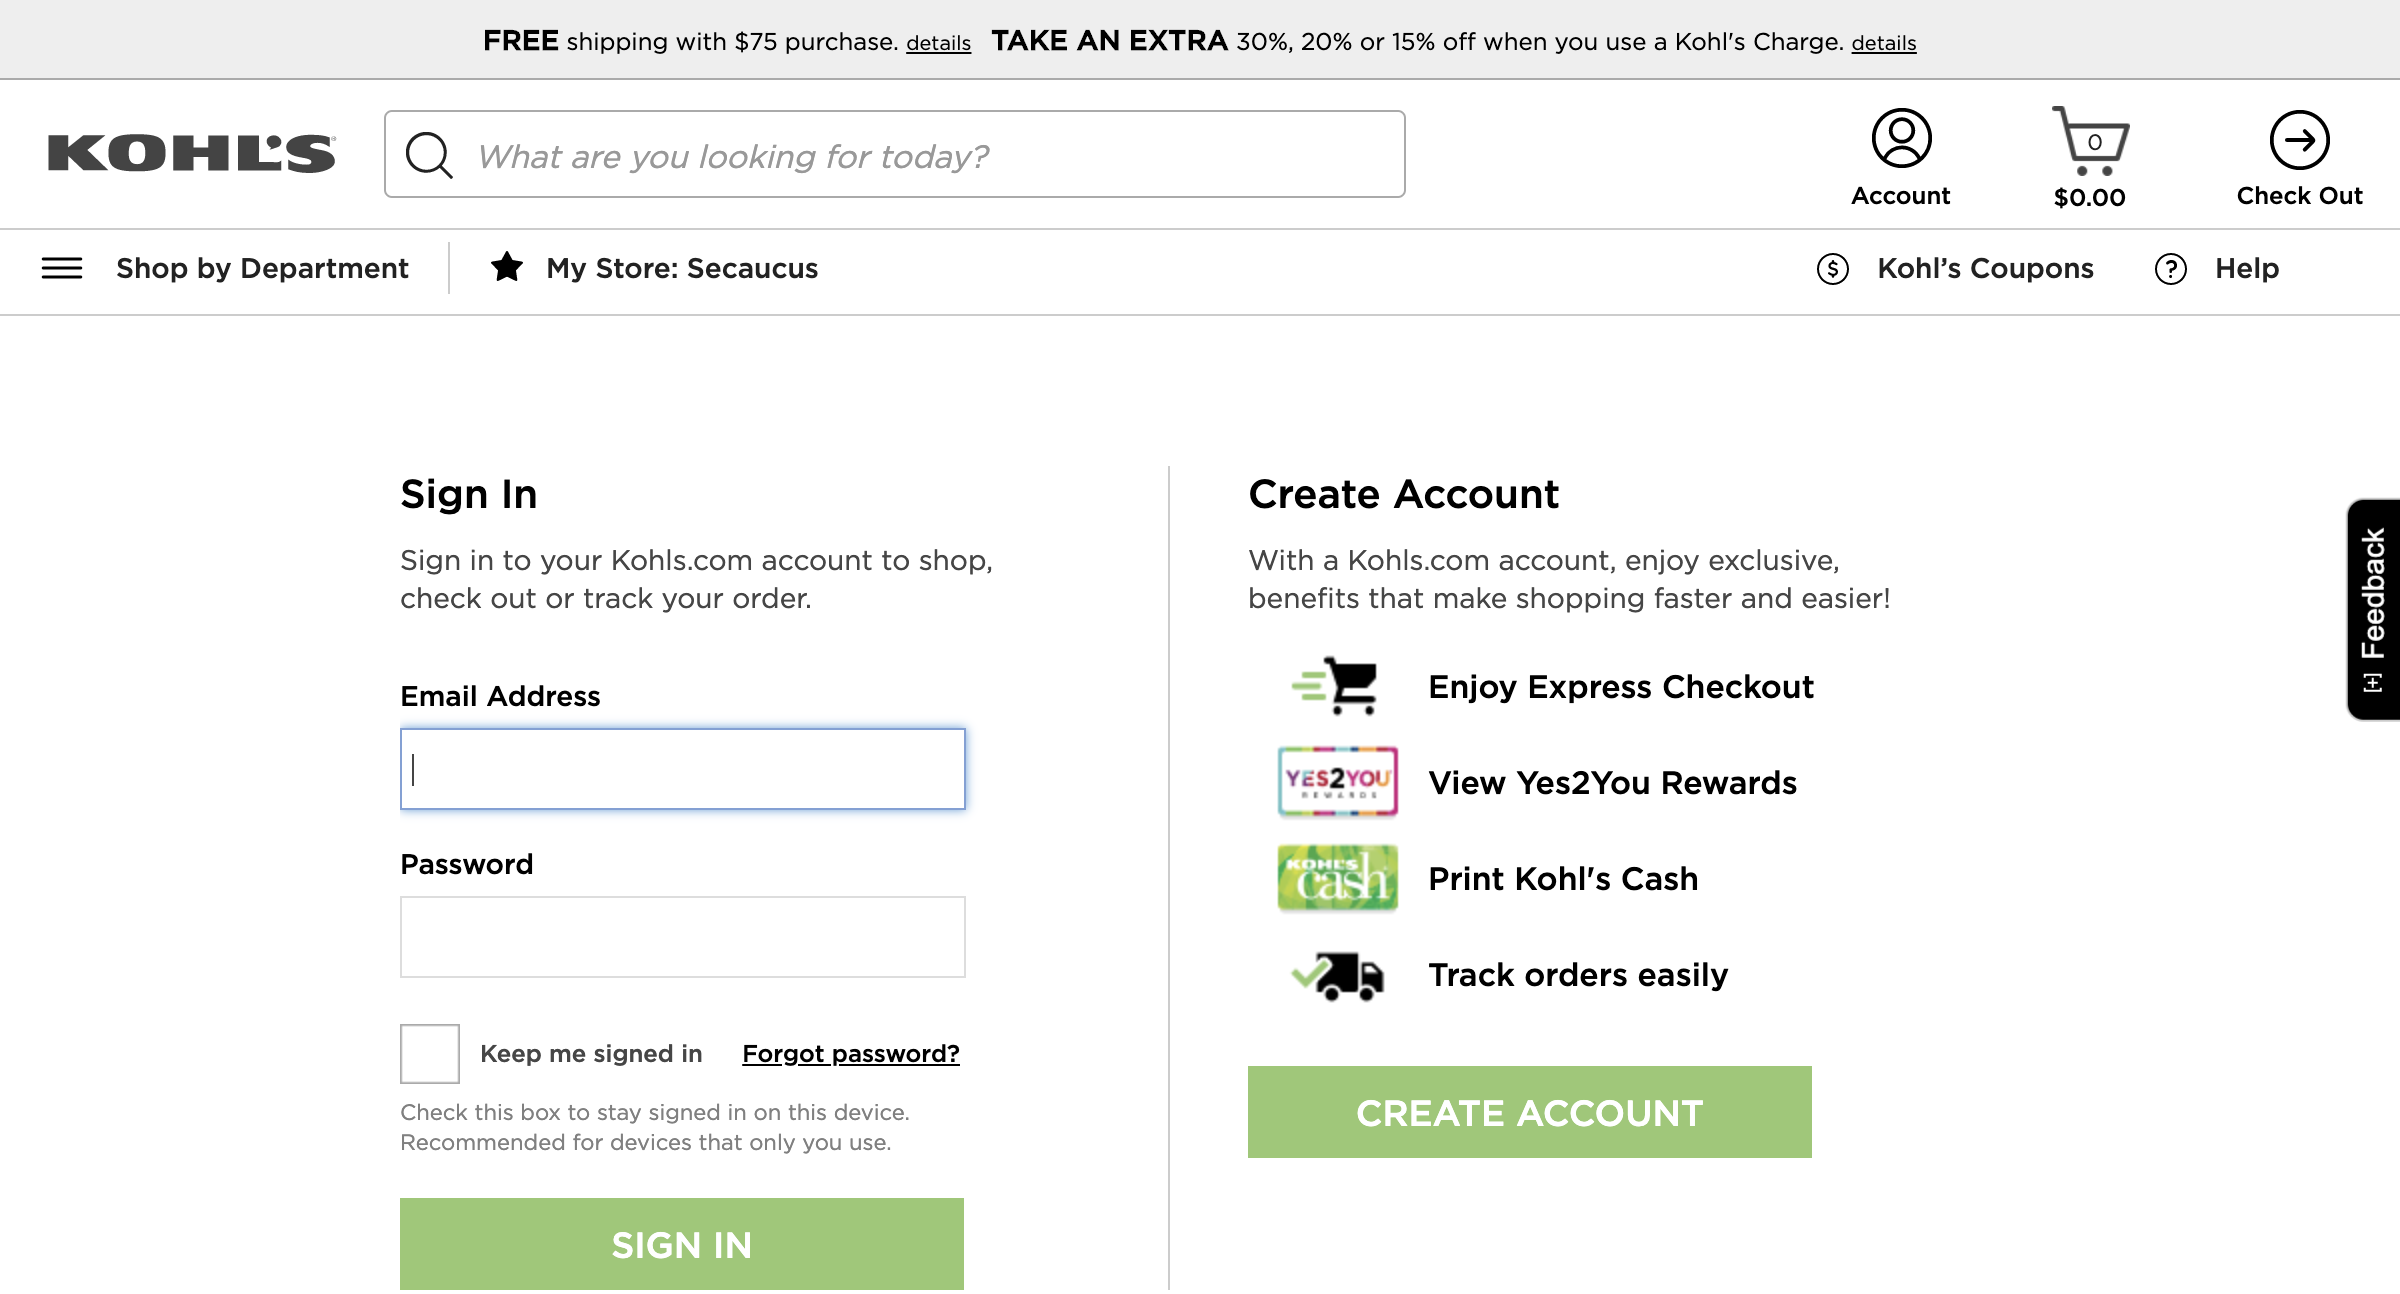 FREE shipping with $75 purchase. details TAKE AN EXTRA 30%, 20% or 15% off when you use a Kohl's Charge. details
KOHL'S
What are you looking for today?
Account
0
$0.00
Check Out
Shop by Department
My Store: Secaucus
Kohl’s Coupons
Help
Sign In
Sign in to your Kohls.com account to shop,
check out or track your order.
Email Address
Password
Keep me signed in
Forgot password?
Check this box to stay signed in on this device.
Recommended for devices that only you use.
SIGN IN
Create Account
With a Kohls.com account, enjoy exclusive,
benefits that make shopping faster and easier!
Enjoy Express Checkout
YES2YOU
REWARDS
View Yes2You Rewards
KOHL'S
cash
Print Kohl's Cash
Track orders easily
CREATE ACCOUNT
[+] Feedback